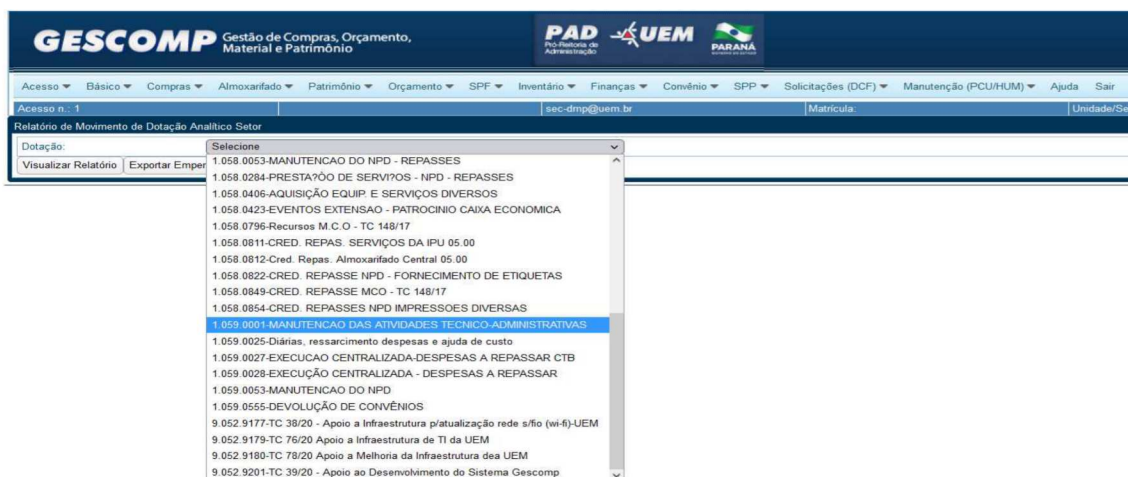 GESCOMP Gestão de Compras, Orçamento, Material e Patrimônio
PAD Pró-Reitoria de Administração UEM PARANÁ
Acesso Básico Compras Almoxarifado Patrimônio Orçamento SPF Inventário Finanças Convênio SPP Solicitações (DCF) Manutenção (PCU/HUM) Ajuda Sair
Acesso n.: 1 sec-dmp@uem.br Matrícula: Unidade/Se
Relatório de Movimento de Dotação Analítico Setor
Dotação: Selecione
Visualizar Relatório Exportar Emper
1.058.0053-MANUTENCAO DO NPD - REPASSES
1.058.0284-PRESTA?ÒO DE SERVI?OS - NPD - REPASSES
1.058.0406-AQUISIÇÃO EQUIP. E SERVIÇOS DIVERSOS
1.058.0423-EVENTOS EXTENSAO - PATROCINIO CAIXA ECONOMICA
1.058.0796-Recursos M.C.O - TC 148/17
1.058.0811-CRED. REPAS. SERVIÇOS DA IPU 05.00
1.058.0812-Cred. Repas. Almoxarifado Central 05.00
1.058.0822-CRED. REPASSE NPD - FORNECIMENTO DE ETIQUETAS
1.058.0849-CRED. REPASSE MCO - TC 148/17
1.058.0854-CRED. REPASSES NPD IMPRESSOES DIVERSAS
1.059.0001-MANUTENCAO DAS ATIVIDADES TECNICO-ADMINISTRATIVAS
1.059.0025-Diárias, ressarcimento despesas e ajuda de custo
1.059.0027-EXECUCAO CENTRALIZADA-DESPESAS A REPASSAR CTB
1.059.0028-EXECUÇÃO CENTRALIZADA - DESPESAS A REPASSAR
1.059.0053-MANUTENCAO DO NPD
1.059.0555-DEVOLUÇÃO DE CONVÊNIOS
9.052.9177-TC 38/20 - Apoio a Infraestrutura p/atualização rede s/fio (wi-fi)-UEM
9.052.9179-TC 76/20 Apoio a Infraestrutura de TI da UEM
9.052.9180-TC 78/20 Apoio a Melhoria da Infraestrutura dea UEM
9.052.9201-TC 39/20 - Apoio ao Desenvolvimento do Sistema Gescomp